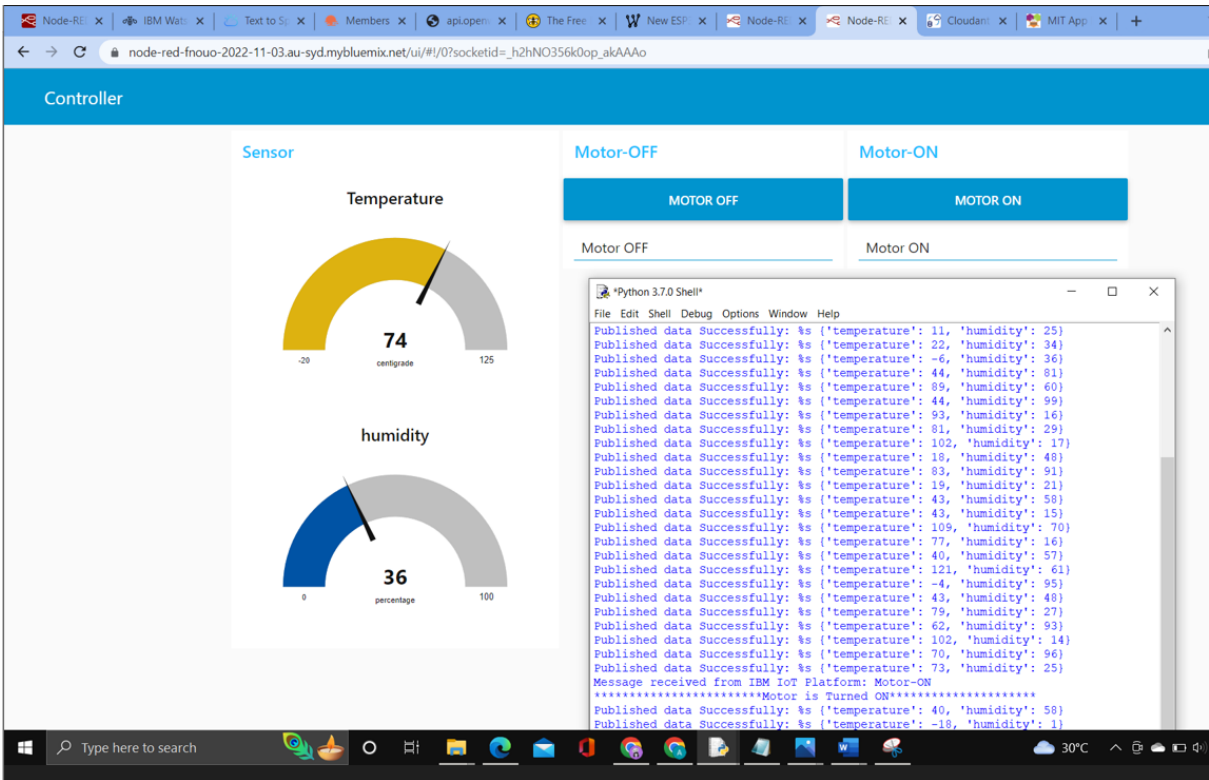 Node-RE
IBM Wats
Text to Sp
Members
api.open
The Free
New ESP
Node-RE
Node-RE
Cloudant
MIT App
node-red-fnouo-2022-11-03.au-syd.mybluemix.net/ui/#!/0?socketid=_h2hNO356k0op_akAAAo
Controller
Sensor
Motor-OFF
Motor-ON
Temperature
MOTOR OFF
MOTOR ON
Motor OFF
Motor ON
74
-20
centigrade
125
humidity
36
0
percentage
100
*Python 3.7.0 Shell*
File Edit Shell Debug Options Window Help
Published data Successfully: %s {'temperature': 11, 'humidity': 25}
Published data Successfully: %s {'temperature': 22, 'humidity': 34}
Published data Successfully: %s {'temperature': -6, 'humidity': 36}
Published data Successfully: %s {'temperature': 44, 'humidity': 81}
Published data Successfully: %s {'temperature': 89, 'humidity': 60}
Published data Successfully: %s {'temperature': 44, 'humidity': 99}
Published data Successfully: %s {'temperature': 93, 'humidity': 16}
Published data Successfully: %s {'temperature': 81, 'humidity': 29}
Published data Successfully: %s {'temperature': 102, 'humidity': 17}
Published data Successfully: %s {'temperature': 18, 'humidity': 48}
Published data Successfully: %s {'temperature': 83, 'humidity': 91}
Published data Successfully: %s {'temperature': 19, 'humidity': 21}
Published data Successfully: %s {'temperature': 43, 'humidity': 58}
Published data Successfully: %s {'temperature': 43, 'humidity': 15}
Published data Successfully: %s {'temperature': 109, 'humidity': 70}
Published data Successfully: %s {'temperature': 77, 'humidity': 16}
Published data Successfully: %s {'temperature': 40, 'humidity': 57}
Published data Successfully: %s {'temperature': 121, 'humidity': 61}
Published data Successfully: %s {'temperature': -4, 'humidity': 95}
Published data Successfully: %s {'temperature': 43, 'humidity': 48}
Published data Successfully: %s {'temperature': 79, 'humidity': 27}
Published data Successfully: %s {'temperature': 62, 'humidity': 93}
Published data Successfully: %s {'temperature': 102, 'humidity': 14}
Published data Successfully: %s {'temperature': 70, 'humidity': 96}
Published data Successfully: %s {'temperature': 73, 'humidity': 25}
Message received from IBM IoT Platform: Motor-ON
************************Motor is Turned ON*********************
Published data Successfully: %s {'temperature': 40, 'humidity': 58}
Published data Successfully: %s {'temperature': -18, 'humidity': 1}
Type here to search
30°C